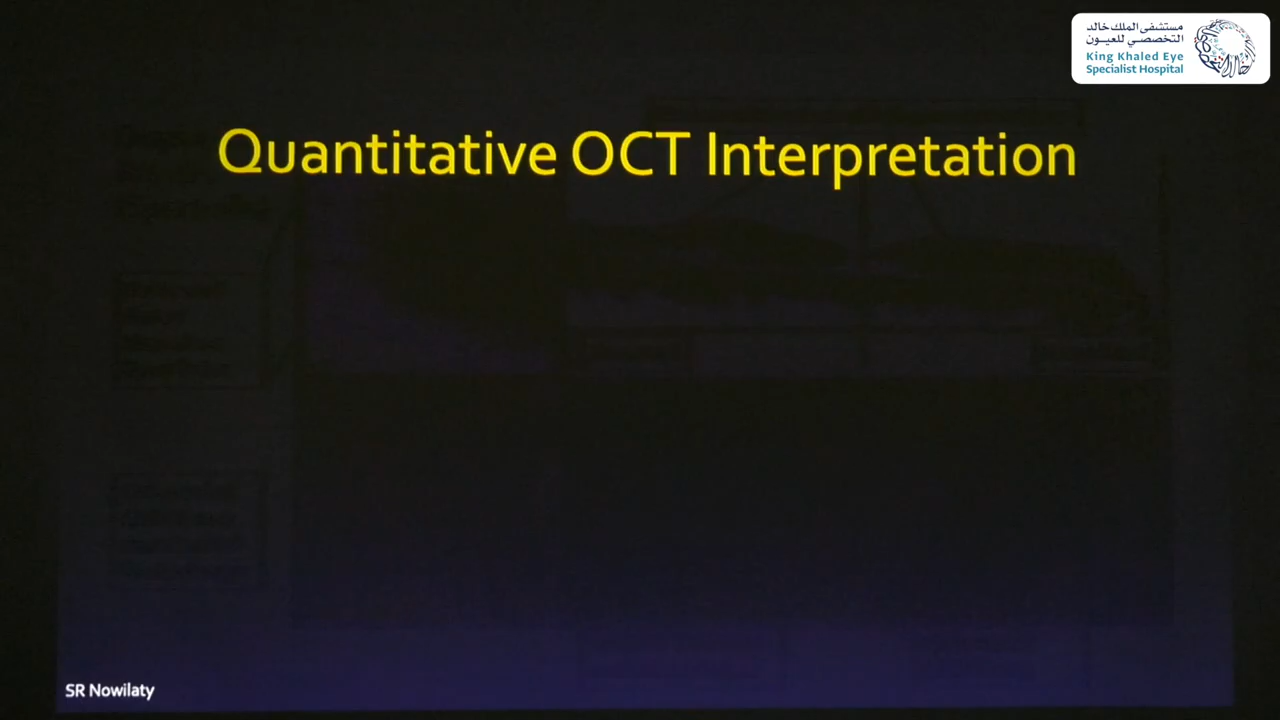 مستشفى الملك خالد
التخصصي للعيون
King Khaled Eye
Specialist Hospital
Quantitative OCT Interpretation
SR Nowilaty